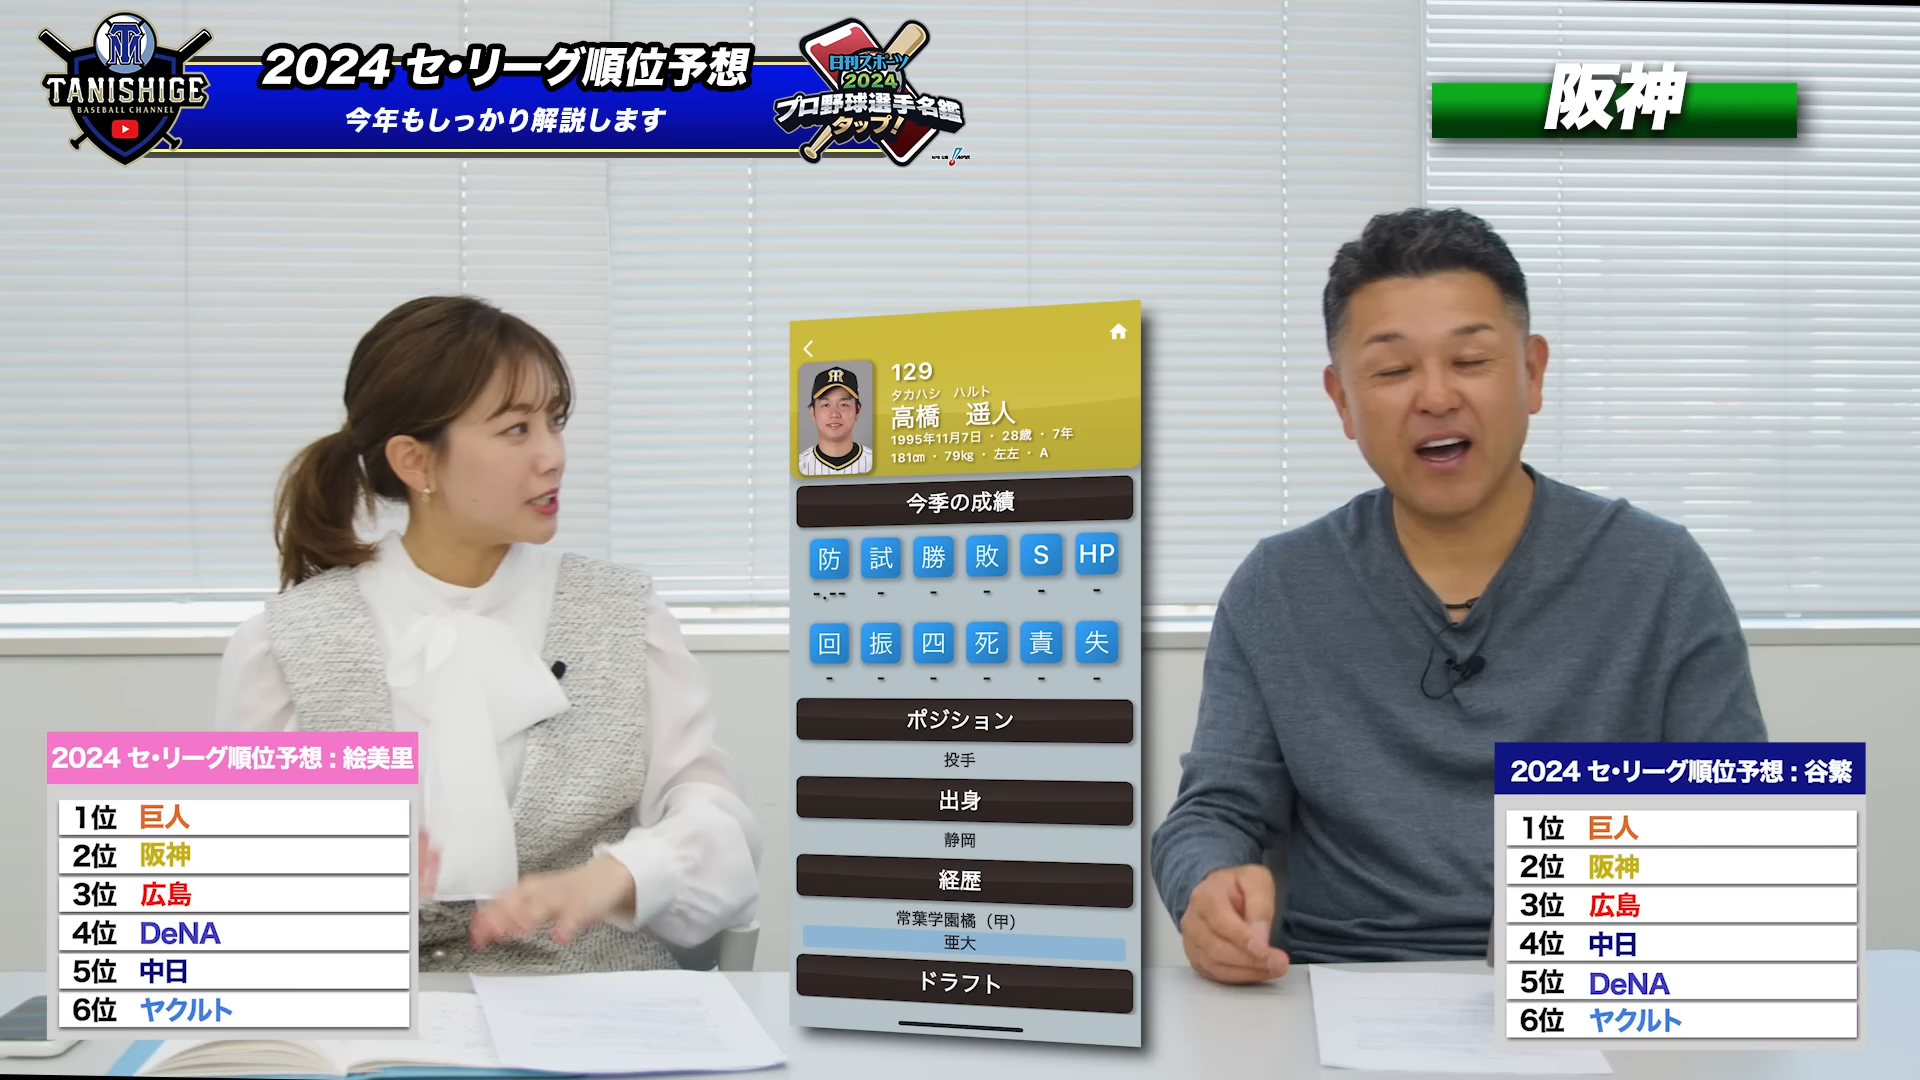 TM
TANISHIGE
BASEBALL CHANNEL
2024 セ・リーグ順位予想
今年もしっかり解説します
日刊スポーツ
2024
プロ野球選手名鑑
タップ!
阪神
129
タカハシ ハルト
高橋 遥人
1995年11月7日 ・ 28歳 ・ 7年
181cm ・ 79kg ・ 左左 ・ A
今季の成績
防 試 勝 敗 S HP
-.-- - - - - -
回 振 四 死 責 失
- - - - - -
ポジション
投手
出身
静岡
経歴
常葉学園橘（甲）
亜大
ドラフト
2024 セ・リーグ順位予想：絵美里
1位 巨人
2位 阪神
3位 広島
4位 DeNA
5位 中日
6位 ヤクルト
2024 セ・リーグ順位予想：谷繁
1位 巨人
2位 阪神
3位 広島
4位 中日
5位 DeNA
6位 ヤクルト